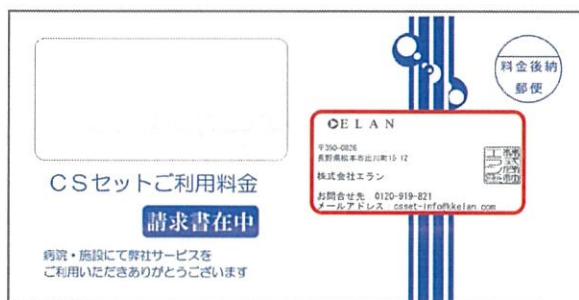 料金後納
郵便
ELAN
〒390-0826
長野県松本市出川町15-12
株式会社エラン
お問合せ先 0120-919-821
メールアドレス csset-info@kkelan.com
CSセットご利用料金
請求書在中
病院・施設にて弊社サービスを
ご利用いただきありがとうございます